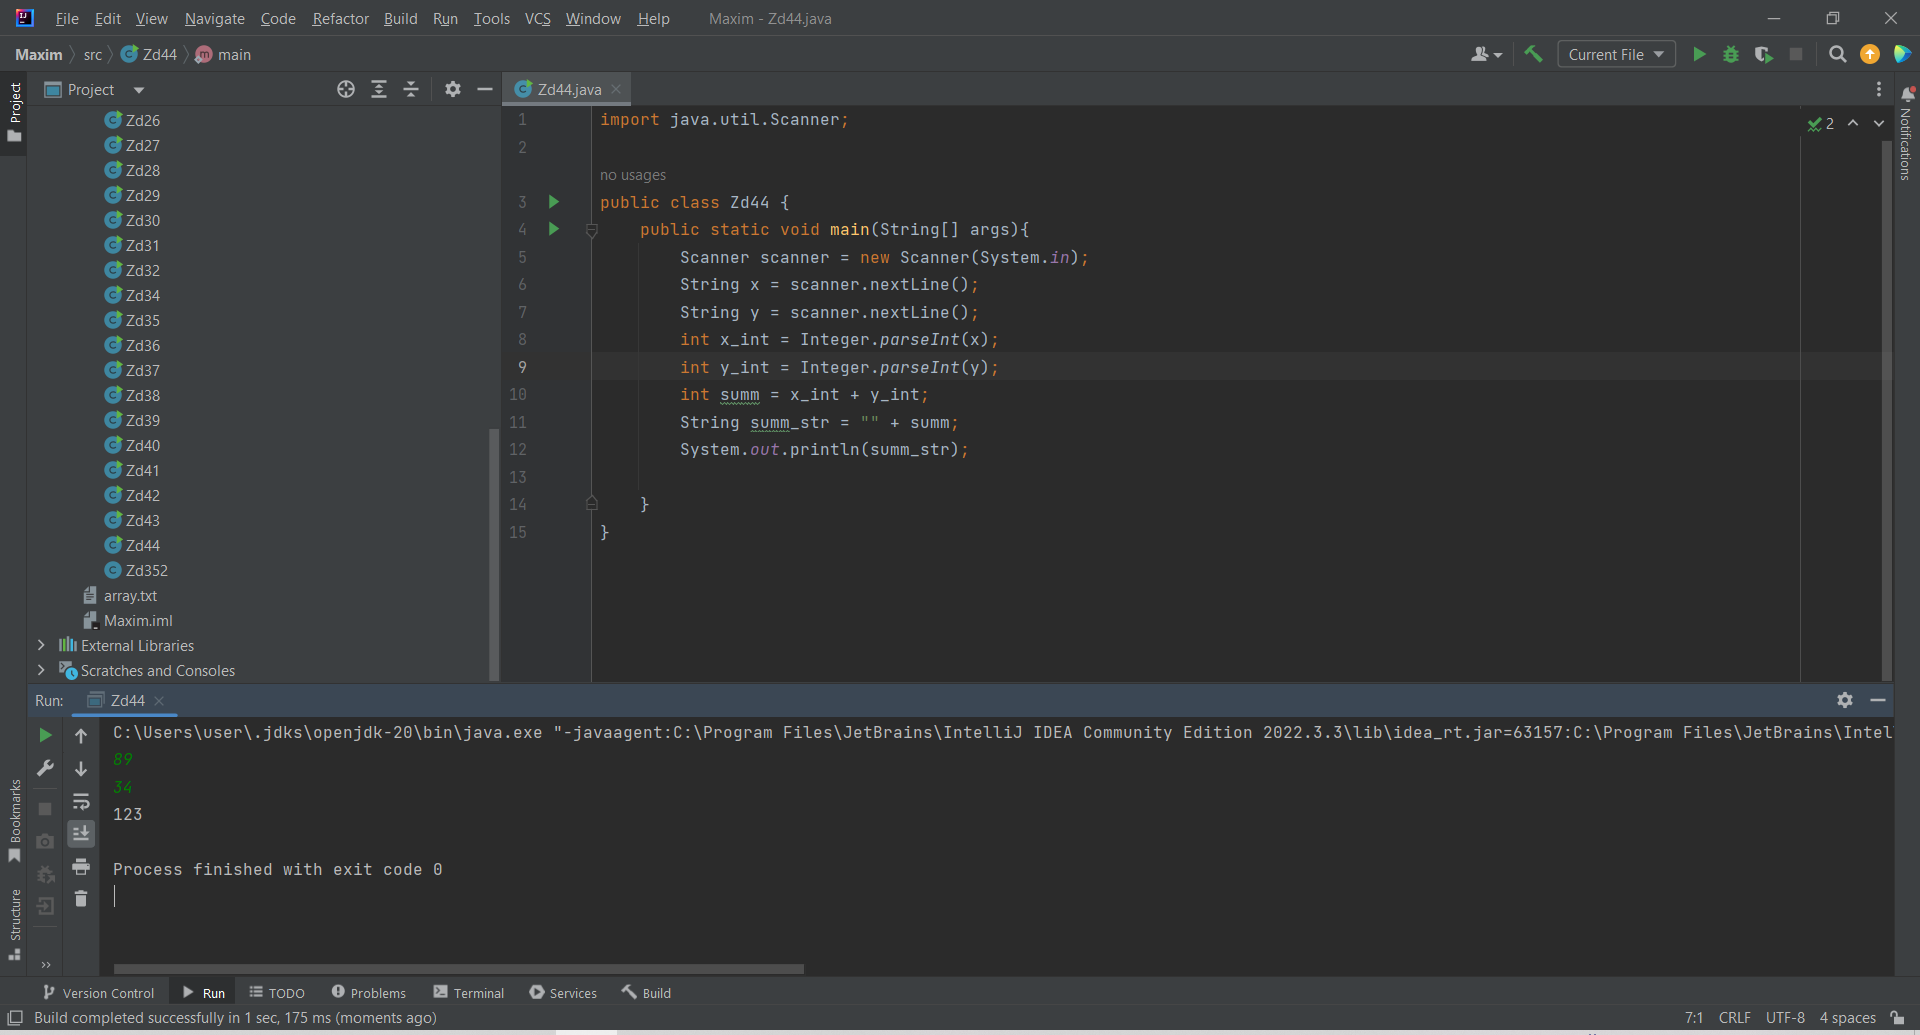 File Edit View Navigate Code Refactor Build Run Tools VCS Window Help Maxim - Zd44.java
Maxim src Zd44 main Current File
Project
Project
Zd44.java
Notifications
Zd26
Zd27
Zd28
Zd29
Zd30
Zd31
Zd32
Zd34
Zd35
Zd36
Zd37
Zd38
Zd39
Zd40
Zd41
Zd42
Zd43
Zd44
Zd352
array.txt
Maxim.iml
External Libraries
Scratches and Consoles
2
1 import java.util.Scanner;
2
no usages
3 public class Zd44 {
4 public static void main(String[] args){
5 Scanner scanner = new Scanner(System.in);
6 String x = scanner.nextLine();
7 String y = scanner.nextLine();
8 int x_int = Integer.parseInt(x);
9 int y_int = Integer.parseInt(y);
10 int summ = x_int + y_int;
11 String summ_str = "" + summ;
12 System.out.println(summ_str);
13
14 }
15 }
Run: Zd44
C:\Users\user\.jdks\openjdk-20\bin\java.exe "-javaagent:C:\Program Files\JetBrains\IntelliJ IDEA Community Edition 2022.3.3\lib\idea_rt.jar=63157:C:\Program Files\JetBrains\Intel
89
34
123
Process finished with exit code 0
Bookmarks
Structure
Version Control Run TODO Problems Terminal Services Build
Build completed successfully in 1 sec, 175 ms (moments ago) 7:1 CRLF UTF-8 4 spaces